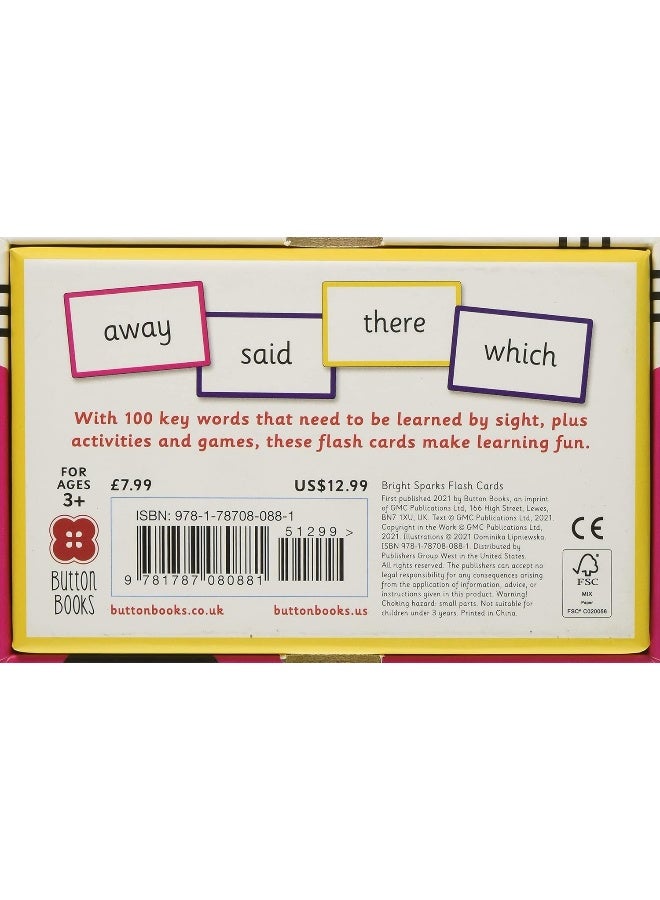 away
said
there
which
With 100 key words that need to be learned by sight, plus
activities and games, these flash cards make learning fun.
FOR
AGES
3+
BUTTON
BOOKS
£7.99
US$12.99
ISBN: 978-1-78708-088-1
51299 >
9 781787 080881
buttonbooks.co.uk
buttonbooks.us
Bright Sparks Flash Cards
First published 2021 by Button Books, an imprint
of GMC Publications Ltd, 166 High Street, Lewes,
BN7 1XU, UK. Text © GMC Publications Ltd, 2021.
Copyright in the Work © GMC Publications Ltd,
2021. Illustrations © 2021 Dominika Lipniewska.
ISBN 978-1-78708-088-1. Distributed by
Publishers Group West in the United States.
All rights reserved. The publishers can accept no
legal responsibility for any consequences arising
from the application of information, advice, or
instructions given in this product. Warning!
Choking hazard: small parts. Not suitable for
children under 3 years. Printed in China.
CE
FSC
MIX
Paper
FSC® C020056